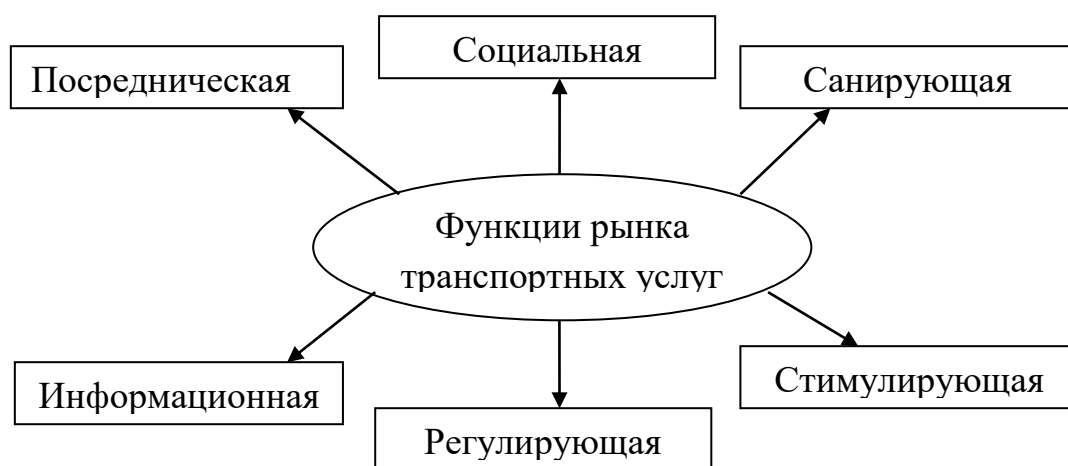 Социальная
Посредническая
Санирующая
Функции рынка
транспортных услуг
Информационная
Стимулирующая
Регулирующая